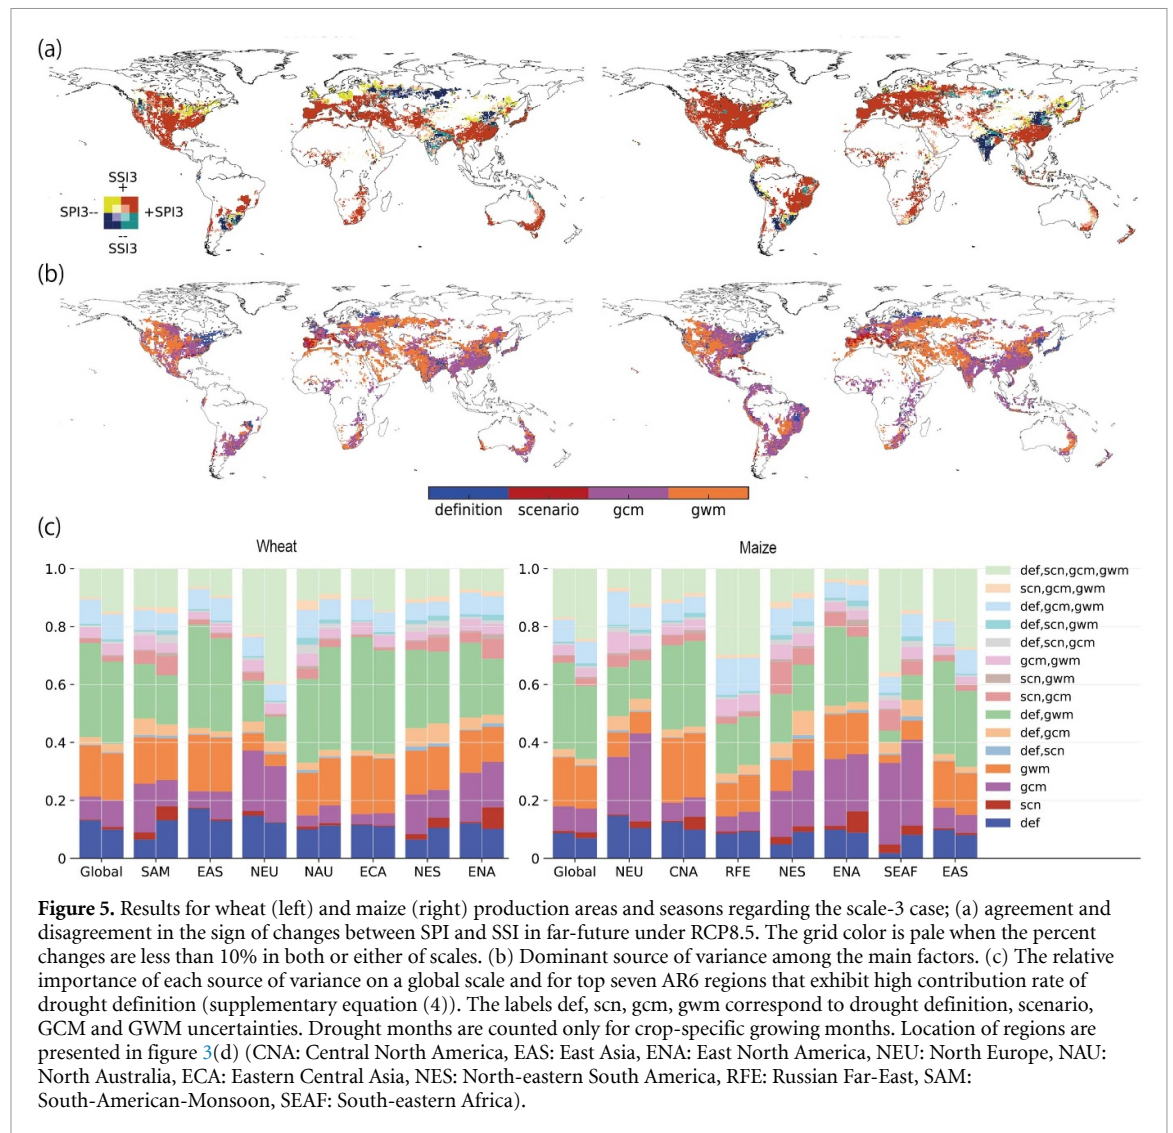 (a)
SSI3
+
SPI3--
+SPI3
--
SSI3
(b)
definition scenario gcm gwm
(c)
Wheat
Maize
1.0
0.8
0.6
0.4
0.2
0
Global SAM EAS NEU NAU ECA NES ENA
1.0
0.8
0.6
0.4
0.2
0
Global NEU CNA RFE NES ENA SEAF EAS
def,scn,gcm,gwm
scn,gcm,gwm
def,gcm,gwm
def,scn,gwm
def,scn,gcm
gcm,gwm
scn,gwm
scn,gcm
def,gwm
def,gcm
def,scn
gwm
gcm
scn
def
Figure 5. Results for wheat (left) and maize (right) production areas and seasons regarding the scale-3 case; (a) agreement and
disagreement in the sign of changes between SPI and SSI in far-future under RCP8.5. The grid color is pale when the percent
changes are less than 10% in both or either of scales. (b) Dominant source of variance among the main factors. (c) The relative
importance of each source of variance on a global scale and for top seven AR6 regions that exhibit high contribution rate of
drought definition (supplementary equation (4)). The labels def, scn, gcm, gwm correspond to drought definition, scenario,
GCM and GWM uncertainties. Drought months are counted only for crop-specific growing months. Location of regions are
presented in figure 3(d) (CNA: Central North America, EAS: East Asia, ENA: East North America, NEU: North Europe, NAU:
North Australia, ECA: Eastern Central Asia, NES: North-eastern South America, RFE: Russian Far-East, SAM:
South-American-Monsoon, SEAF: South-eastern Africa).